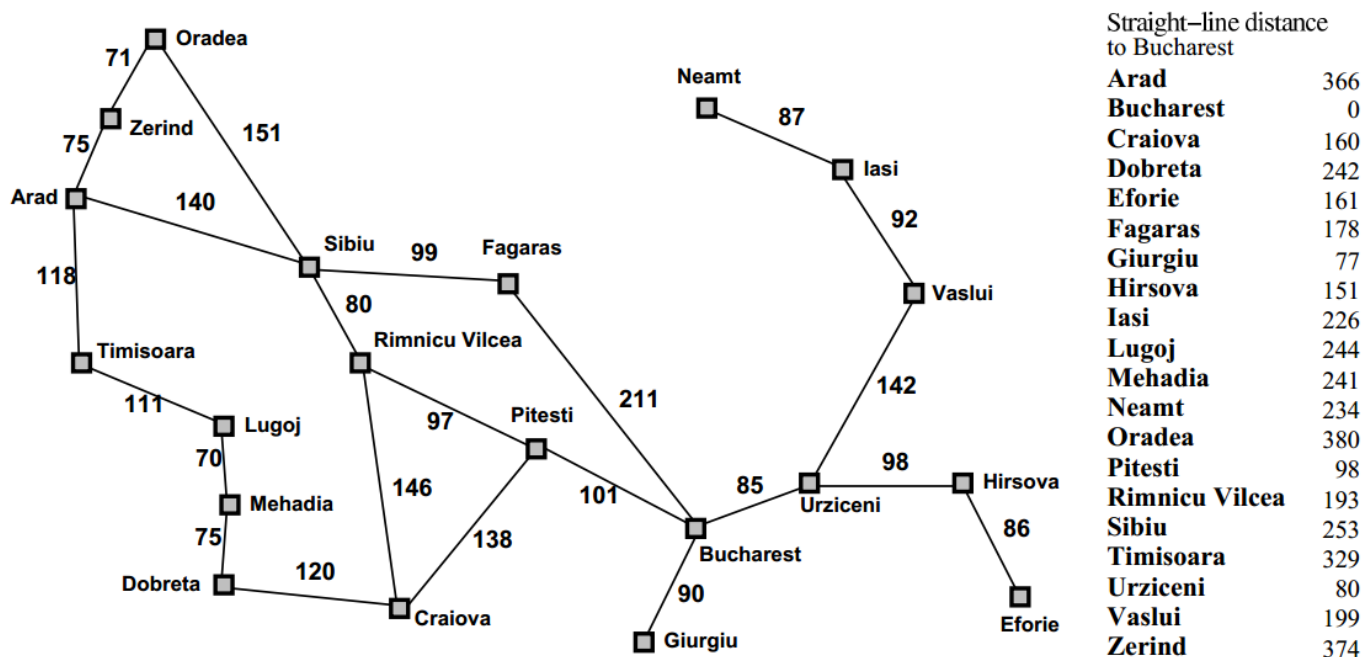 Oradea
71
Neamt
87
Zerind
151
75
Iasi
Arad
140
92
Sibiu
99
Fagaras
118
80
Vaslui
Rimnicu Vilcea
Timisoara
111
211
142
Lugoj
97
Pitesti
70
98
Hirsova
85
146
101
Urziceni
Mehadia
86
75
138
Bucharest
Dobreta
120
90
Craiova
Giurgiu
Eforie
Straight−line distance
to Bucharest
Arad 366
Bucharest 0
Craiova 160
Dobreta 242
Eforie 161
Fagaras 178
Giurgiu 77
Hirsova 151
Iasi 226
Lugoj 244
Mehadia 241
Neamt 234
Oradea 380
Pitesti 98
Rimnicu Vilcea 193
Sibiu 253
Timisoara 329
Urziceni 80
Vaslui 199
Zerind 374